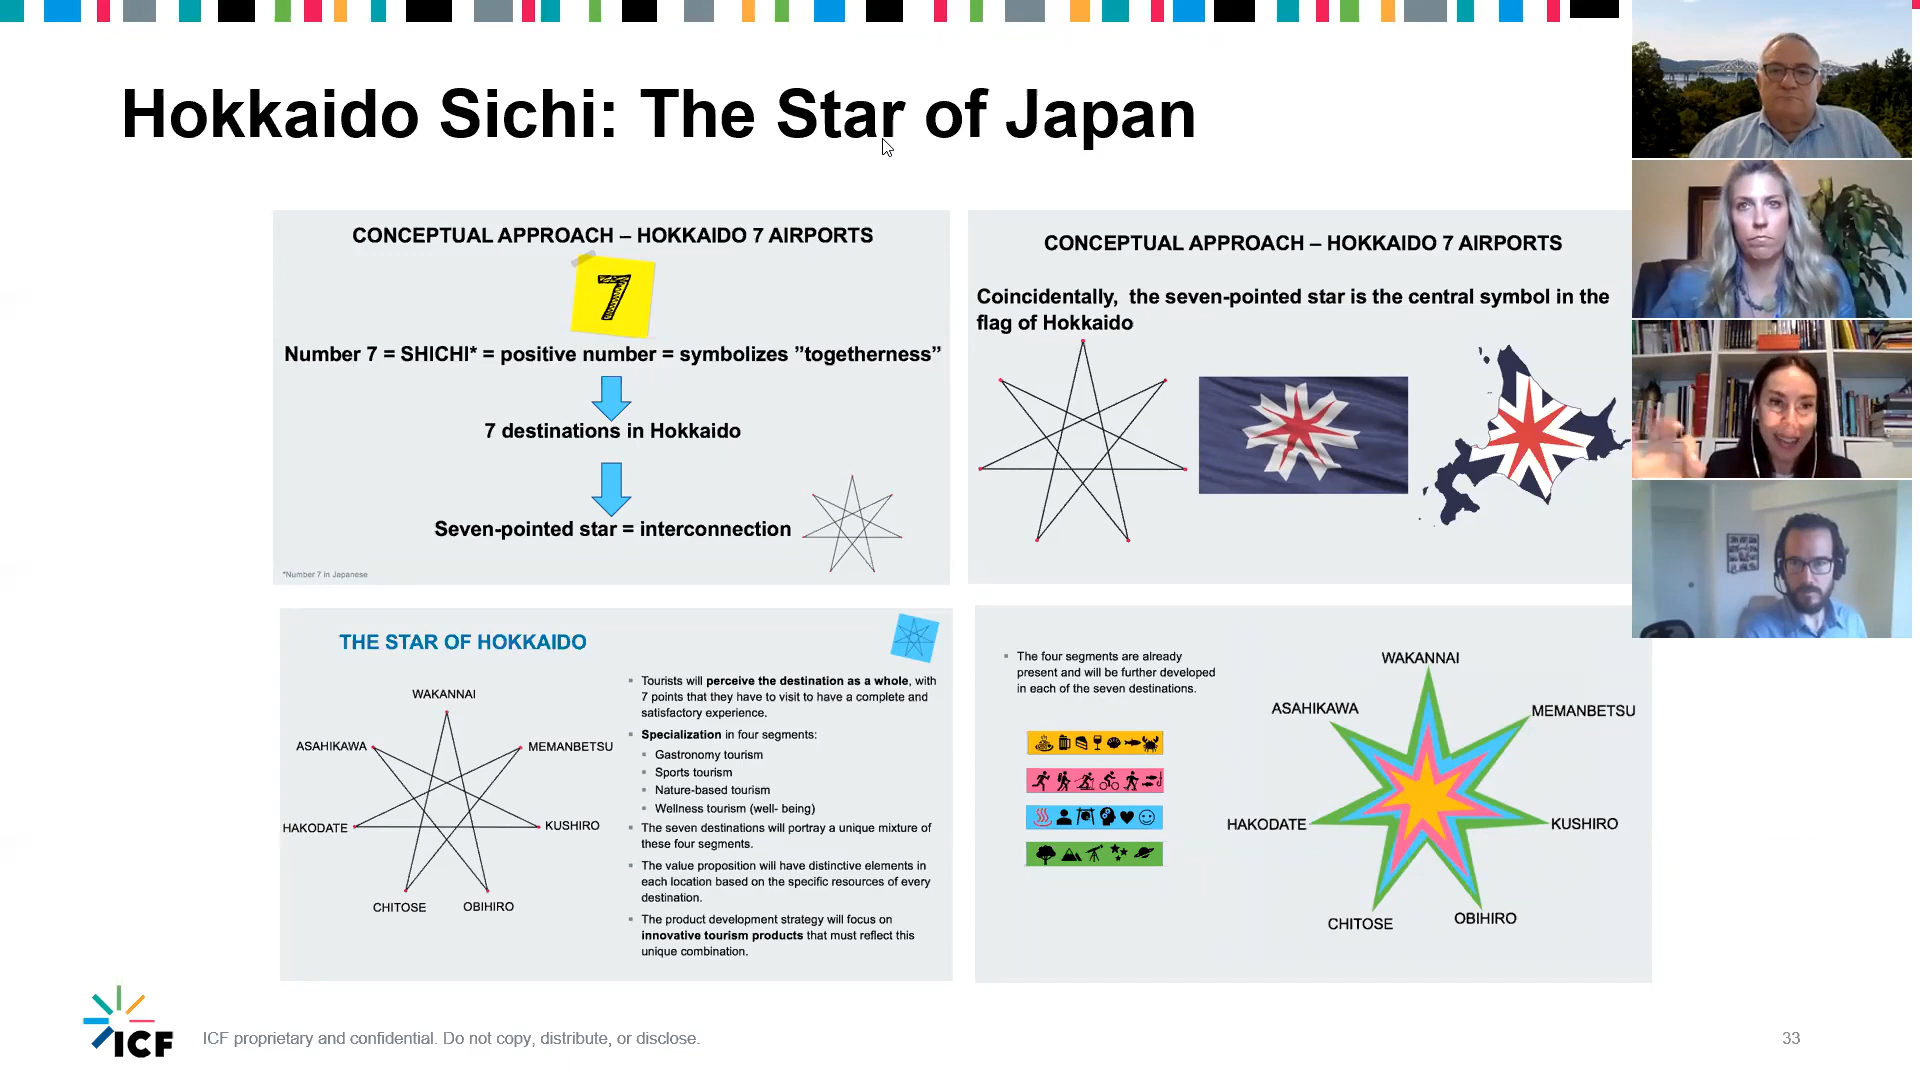 Hokkaido Sichi: The Star of Japan
CONCEPTUAL APPROACH – HOKKAIDO 7 AIRPORTS
7
Number 7 = SHICHI* = positive number = symbolizes ”togetherness”
7 destinations in Hokkaido
Seven-pointed star = interconnection
*Number 7 in Japanese
CONCEPTUAL APPROACH – HOKKAIDO 7 AIRPORTS
Coincidentally, the seven-pointed star is the central symbol in the
flag of Hokkaido
THE STAR OF HOKKAIDO
WAKANNAI
ASAHIKAWA
MEMANBETSU
HAKODATE
KUSHIRO
CHITOSE
OBIHIRO
Tourists will perceive the destination as a whole, with
7 points that they have to visit to have a complete and
satisfactory experience.
Specialization in four segments:
Gastronomy tourism
Sports tourism
Nature-based tourism
Wellness tourism (well- being)
The seven destinations will portray a unique mixture of
these four segments.
The value proposition will have distinctive elements in
each location based on the specific resources of every
destination.
The product development strategy will focus on
innovative tourism products that must reflect this
unique combination.
The four segments are already
present and will be further developed
in each of the seven destinations.
WAKANNAI
ASAHIKAWA
MEMANBETSU
HAKODATE
KUSHIRO
CHITOSE
OBIHIRO
ICF
ICF proprietary and confidential. Do not copy, distribute, or disclose.
33